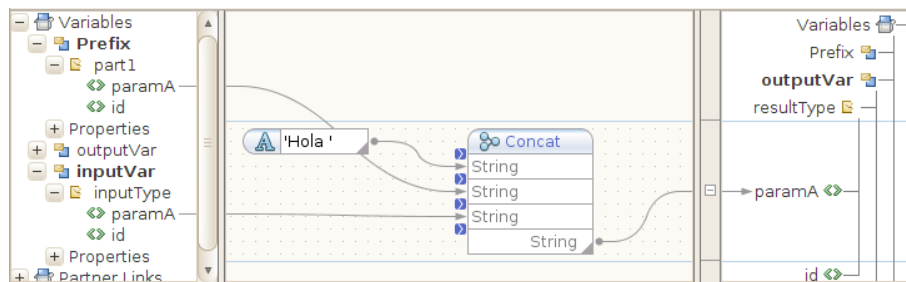 Variables
Prefix
part1
paramA
id
Properties
outputVar
inputVar
inputType
paramA
id
Properties
Partner Links
A 'Hola '
Concat
String
String
String
String
Variables
Prefix
outputVar
resultType
paramA
id